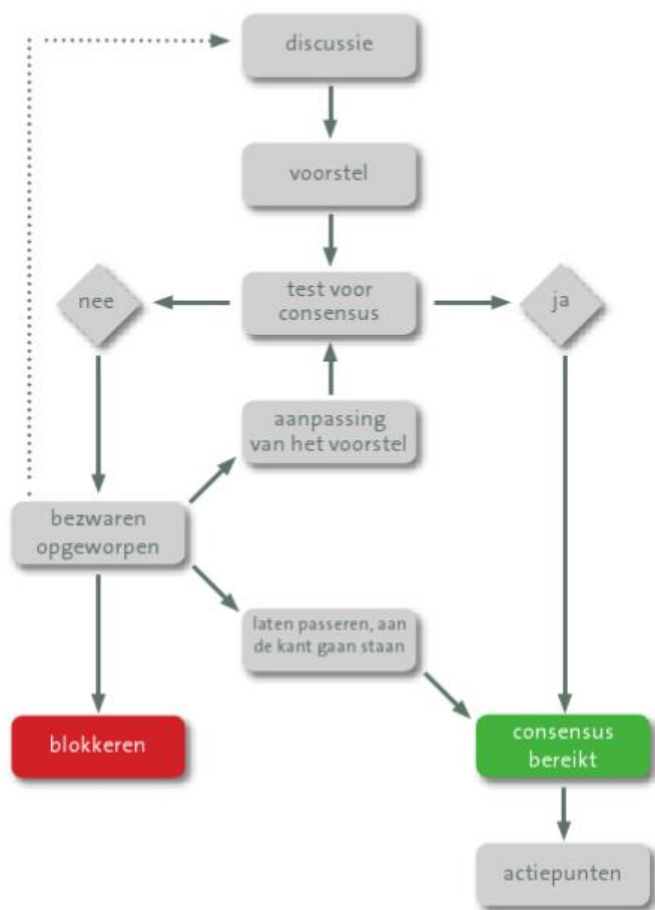 discussie
voorstel
nee
test voor
consensus
ja
aanpassing
van het voorstel
bezwaren
opgeworpen
laten passeren, aan
de kant gaan staan
blokkeren
consensus
bereikt
actiepunten